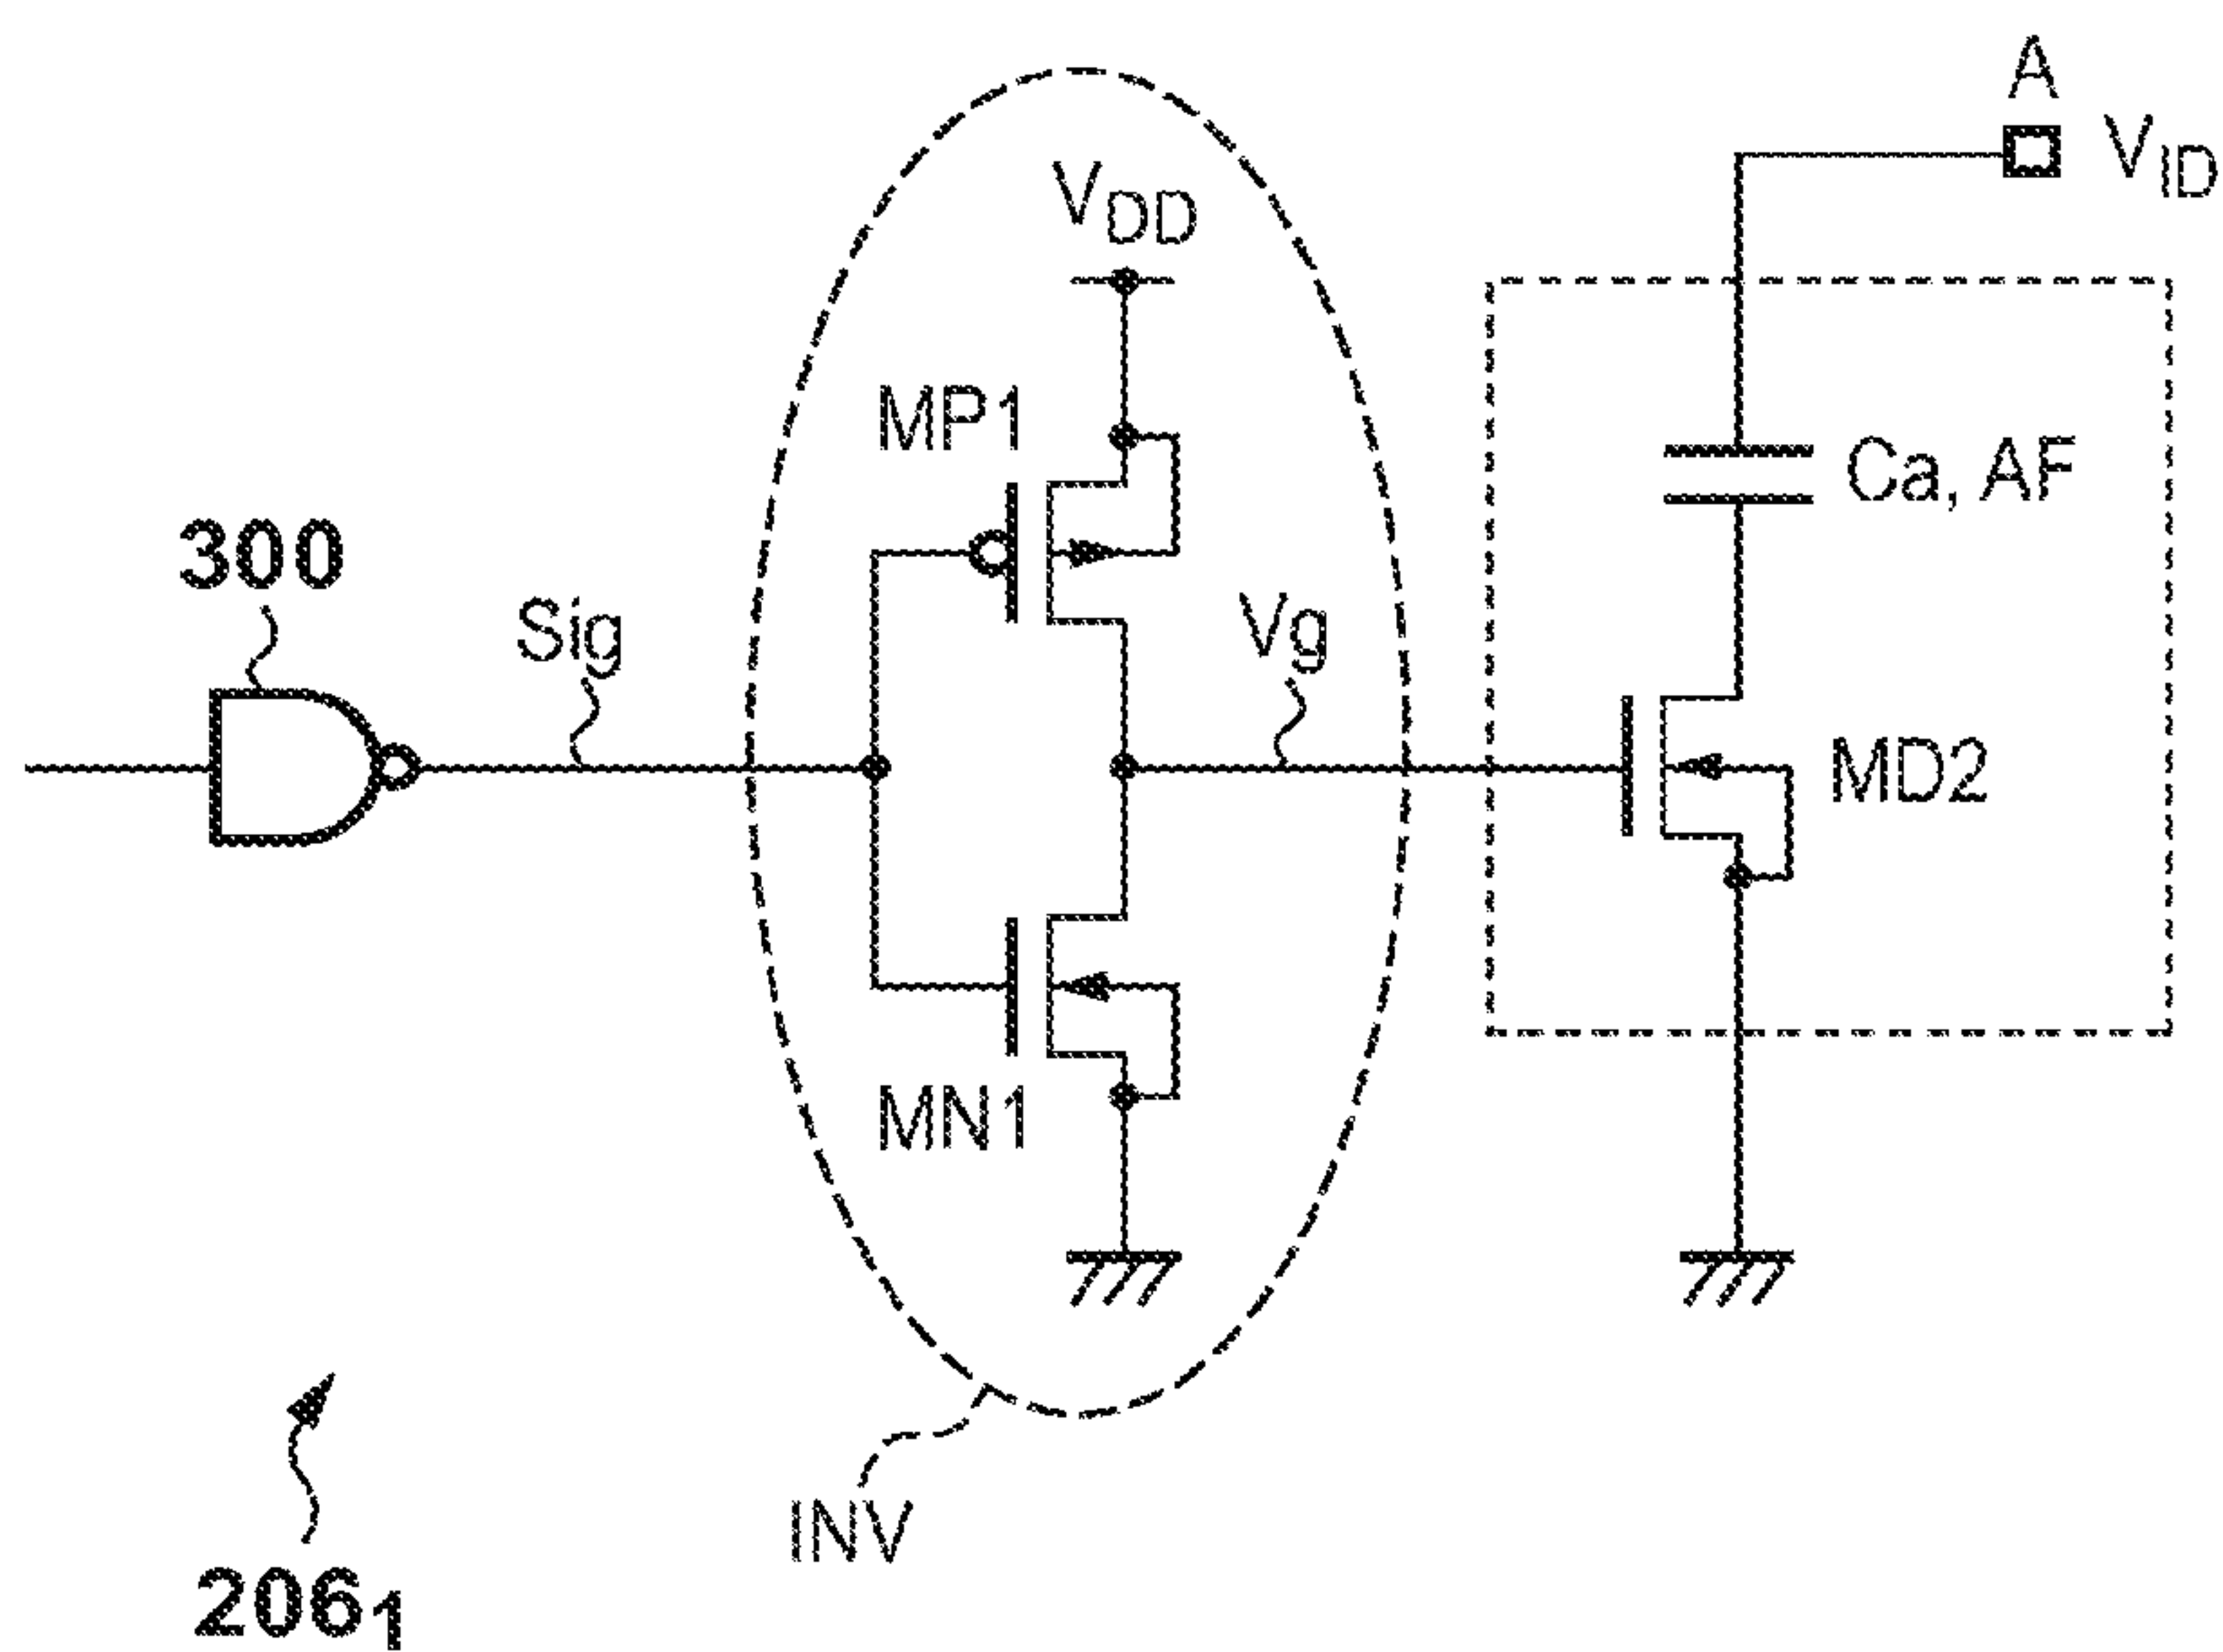 A
V_ID
V_DD
MP1
Ca, AF
300
Sig
Vg
MD2
MN1
INV
206_1